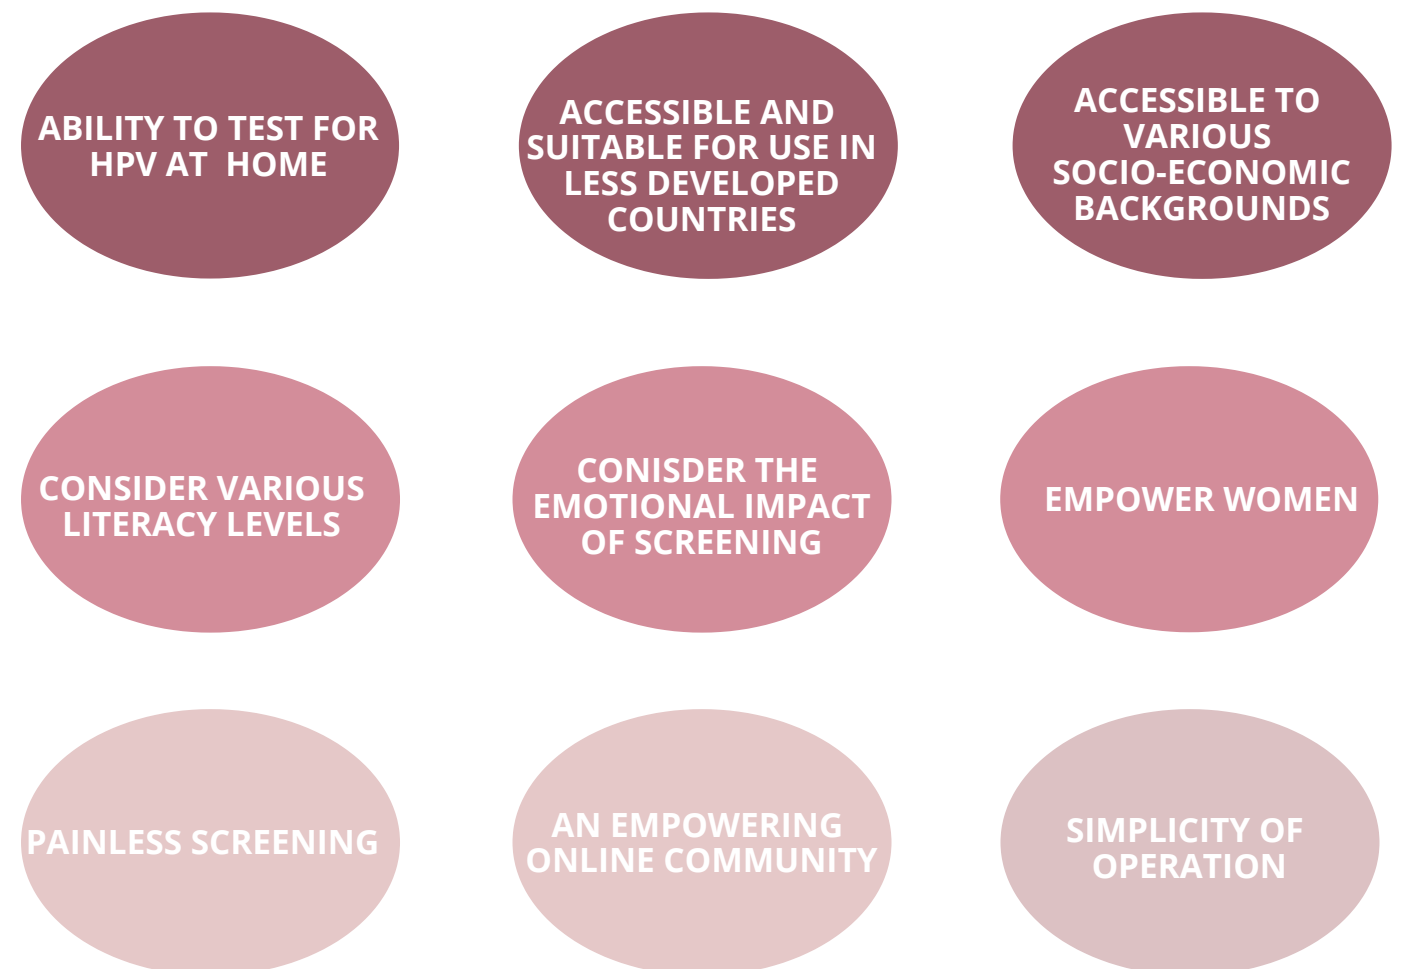 ABILITY TO TEST FOR
HPV AT  HOME
ACCESSIBLE AND
SUITABLE FOR USE IN
LESS DEVELOPED
COUNTRIES
ACCESSIBLE TO
VARIOUS
SOCIO-ECONOMIC
BACKGROUNDS
CONSIDER VARIOUS
LITERACY LEVELS
CONISDER THE
EMOTIONAL IMPACT
OF SCREENING
EMPOWER WOMEN
PAINLESS SCREENING
AN EMPOWERING
ONLINE COMMUNITY
SIMPLICITY OF
OPERATION